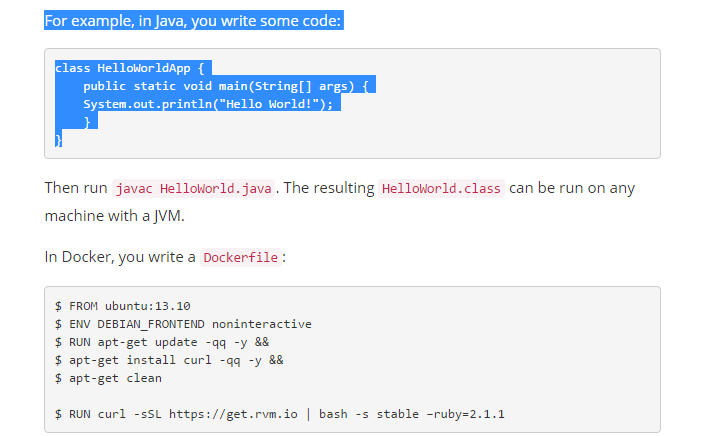 For example, in Java, you write some code:
class HelloWorldApp {
    public static void main(String[] args) {
    System.out.println("Hello World!");
    }
}
Then run javac HelloWorld.java. The resulting HelloWorld.class can be run on any
machine with a JVM.
In Docker, you write a Dockerfile:
$ FROM ubuntu:13.10
$ ENV DEBIAN_FRONTEND noninteractive
$ RUN apt-get update -qq -y &&
$ apt-get install curl -qq -y &&
$ apt-get clean
$ RUN curl -sSL https://get.rvm.io | bash -s stable –ruby=2.1.1